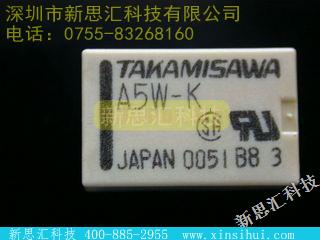 深圳市新思汇科技有限公司
电话：0755-83268160
TAKAMISAWA
A5W-K
新思汇科技
JAPAN 0051 B8 3
新思汇科技
新思汇科技 400-885-2955 www.xinsihui.com